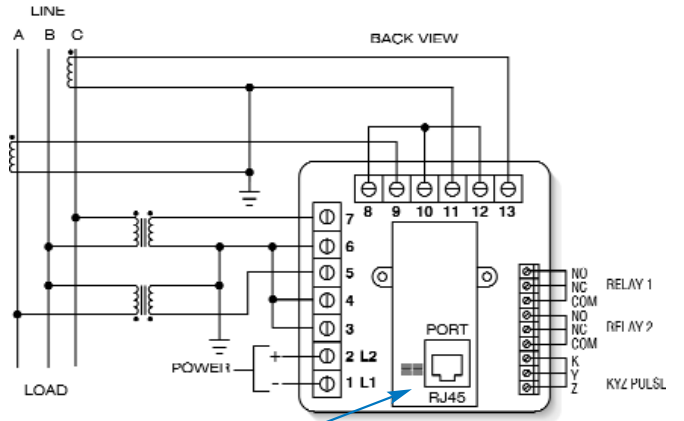 LINE
A B C
BACK VIEW
8 9 10 11 12 13
7
6
5
4
3
2 L2
1 L1
POWER
+
-
LOAD
PORT
RJ45
NO
NC
COM
RELAY 1
NO
NC
COM
RELAY 2
K
Y
Z
KYZ PULSE